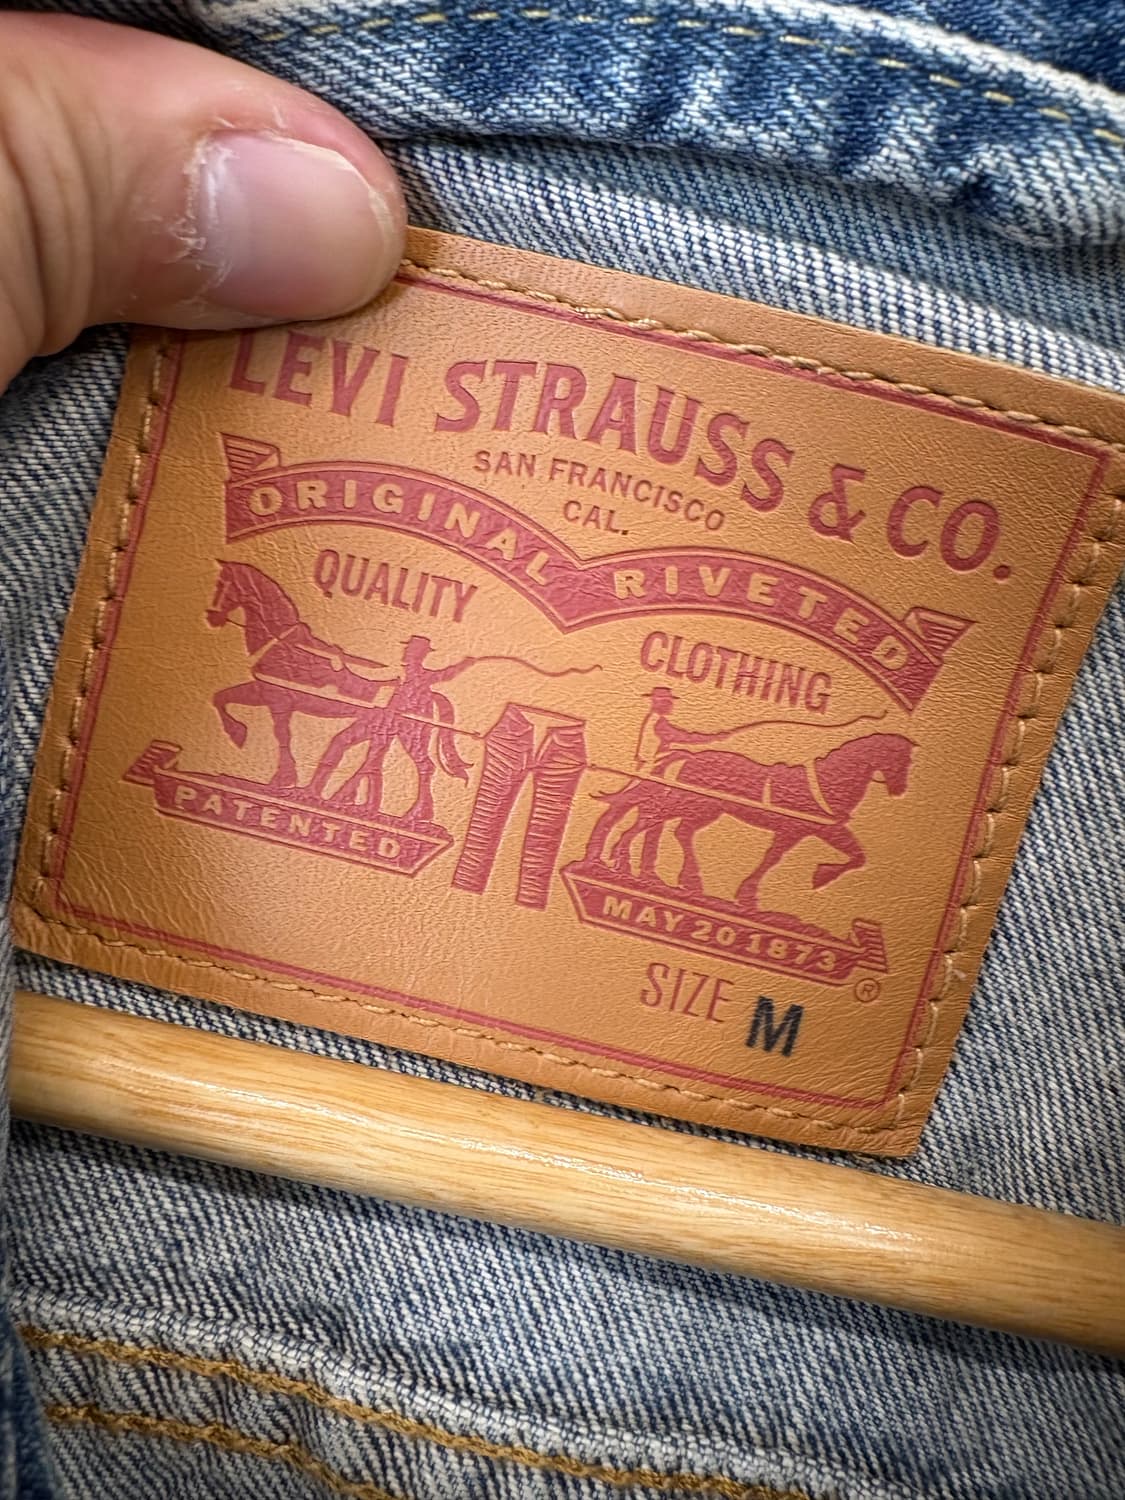 LEVI STRAUSS & CO.
SAN FRANCISCO
CAL.
ORIGINAL RIVETED
QUALITY CLOTHING
PATENTED
MAY 20 1873
®
SIZE M